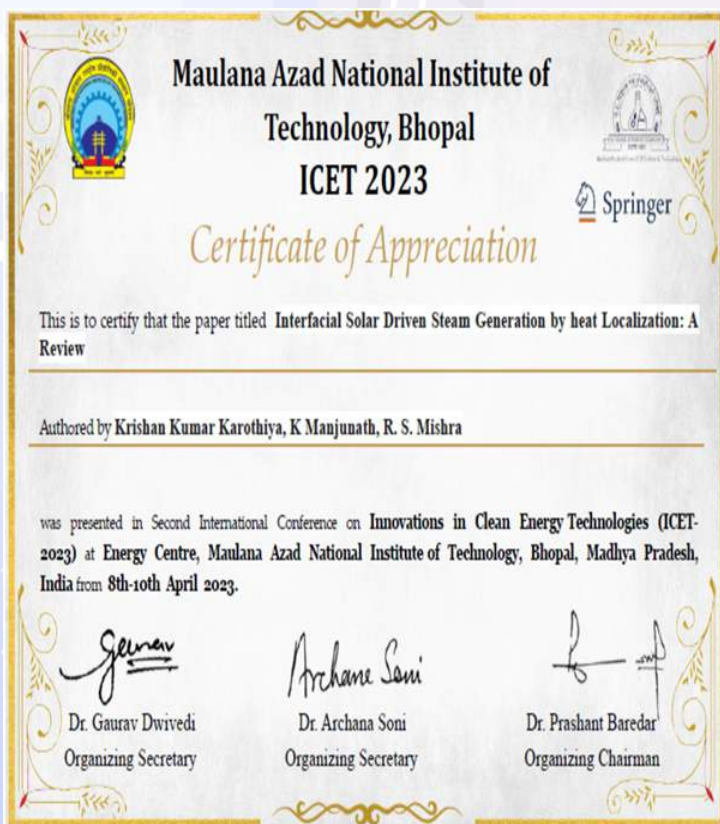 Maulana Azad National Institute of
Technology, Bhopal
ICET 2023
Springer
Certificate of Appreciation
This is to certify that the paper titled Interfacial Solar Driven Steam Generation by heat Localization: A
Review
Authored by Krishan Kumar Karothiya, K Manjunath, R. S. Mishra
was presented in Second International Conference on Innovations in Clean Energy Technologies (ICET-
2023) at Energy Centre, Maulana Azad National Institute of Technology, Bhopal, Madhya Pradesh,
India from 8th-10th April 2023.
Gaurav Archana Soni
Dr. Gaurav Dwivedi Dr. Archana Soni Dr. Prashant Baredar
Organizing Secretary Organizing Secretary Organizing Chairman